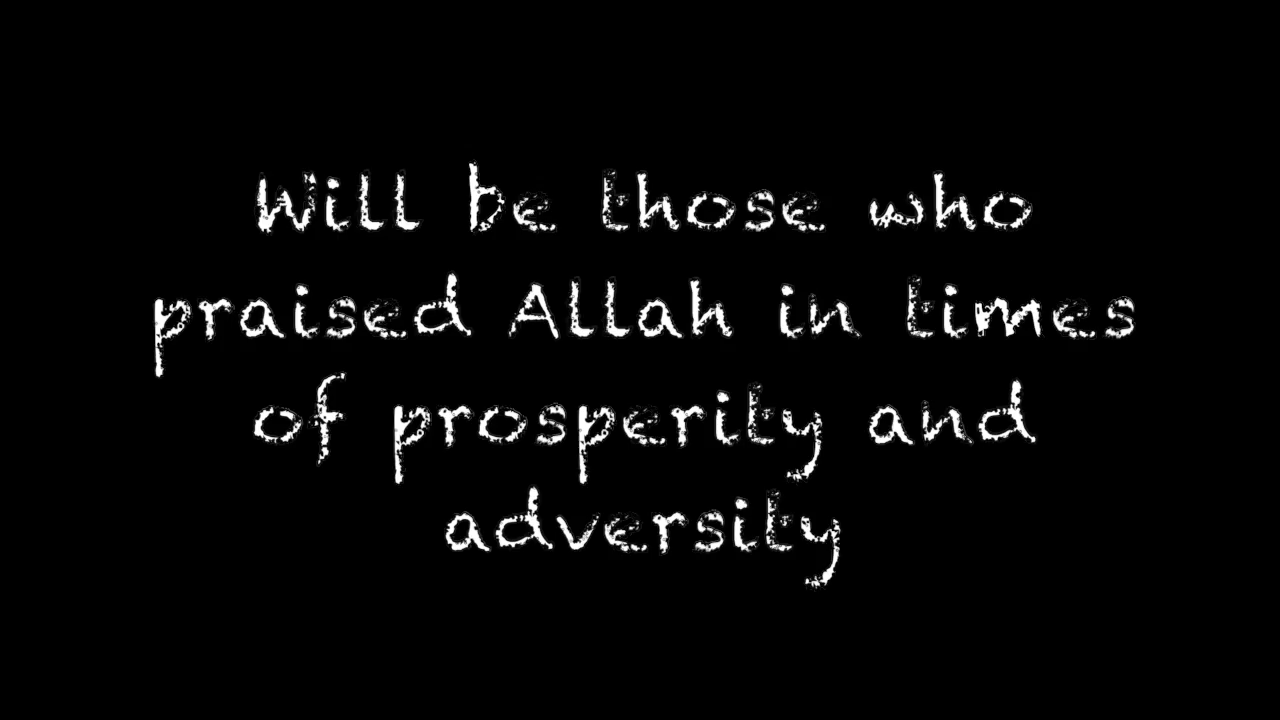 Will be those who
praised Allah in times
of prosperity and
adversity